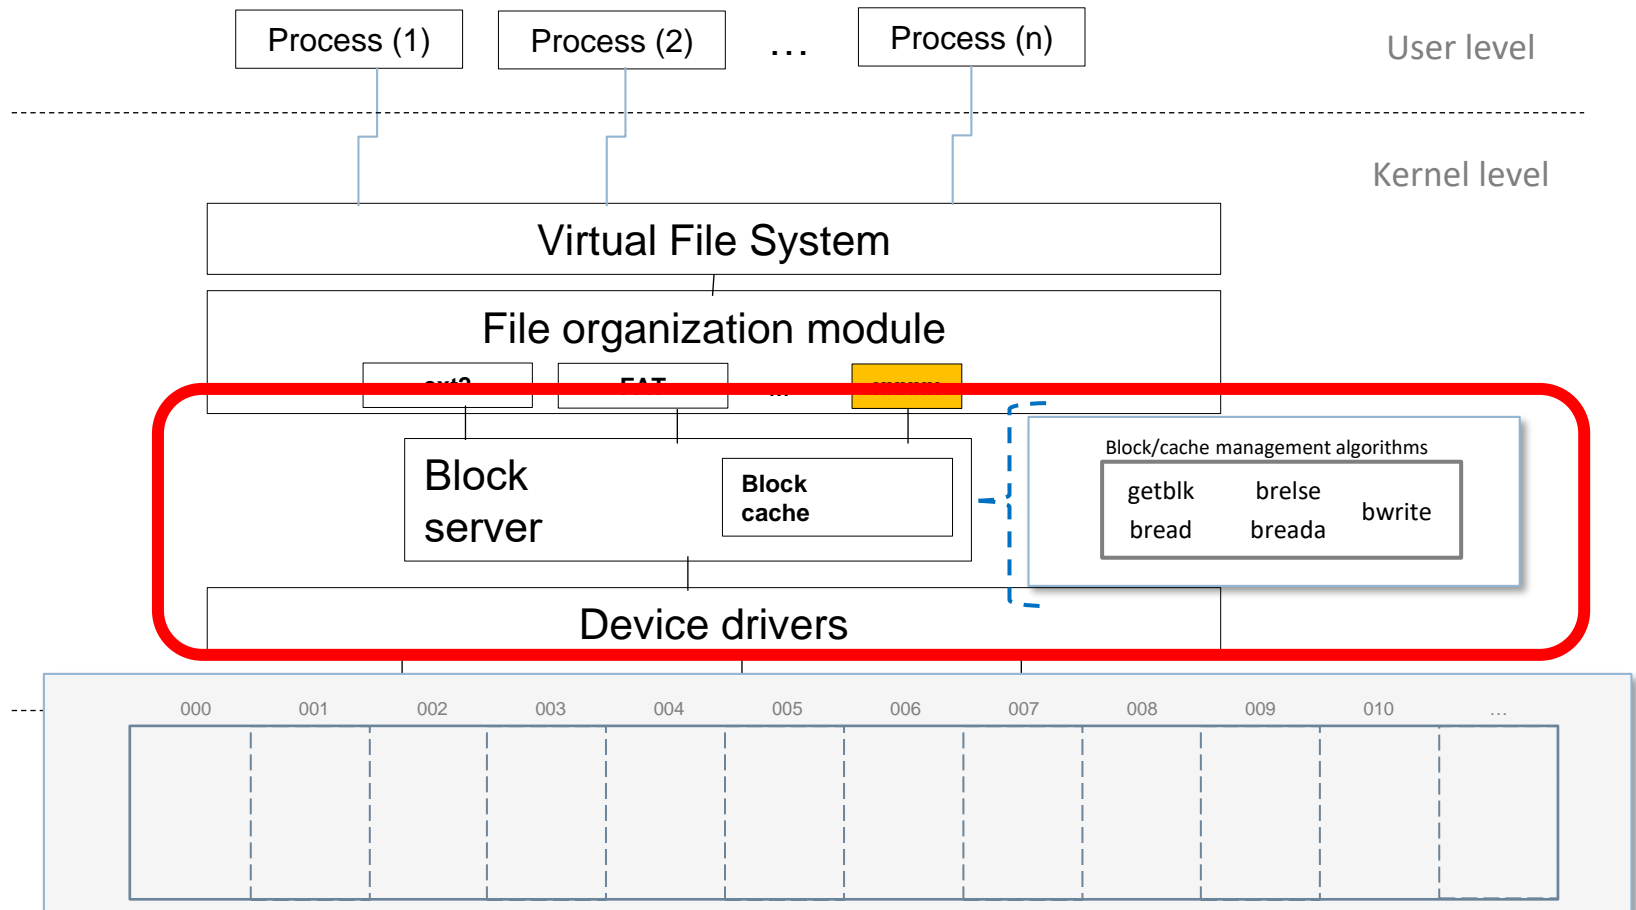 Process (1)
Process (2)
...
Process (n)
User level
Kernel level
Virtual File System
File organization module
...
Block
server
Block
cache
Block/cache management algorithms
getblk
brelse
bwrite
bread
breada
Device drivers
000
001
002
003
004
005
006
007
008
009
010
...